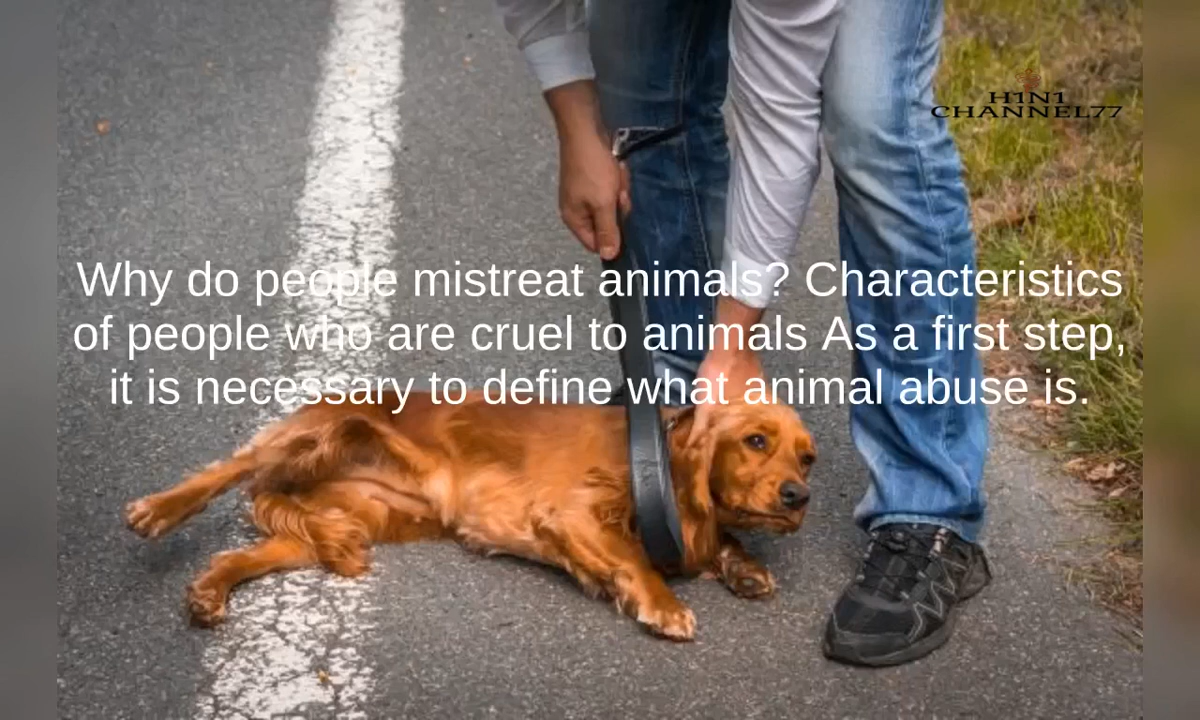 H1N1
CHANNEL77
Why do people mistreat animals? Characteristics
of people who are cruel to animals As a first step,
it is necessary to define what animal abuse is.